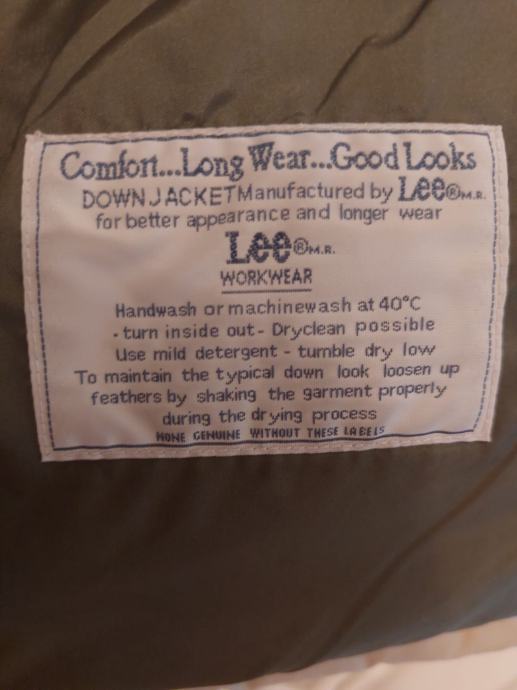 Comfort...Long Wear...Good Looks
DOWN JACKET Manufactured by Lee® M.R.
for better appearance and longer wear
Lee® M.R.
WORKWEAR
Handwash or machinewash at 40°C
- turn inside out - Dryclean possible
Use mild detergent - tumble dry low
To maintain the typical down look loosen up
feathers by shaking the garment properly
during the drying process
NONE GENUINE WITHOUT THESE LABELS